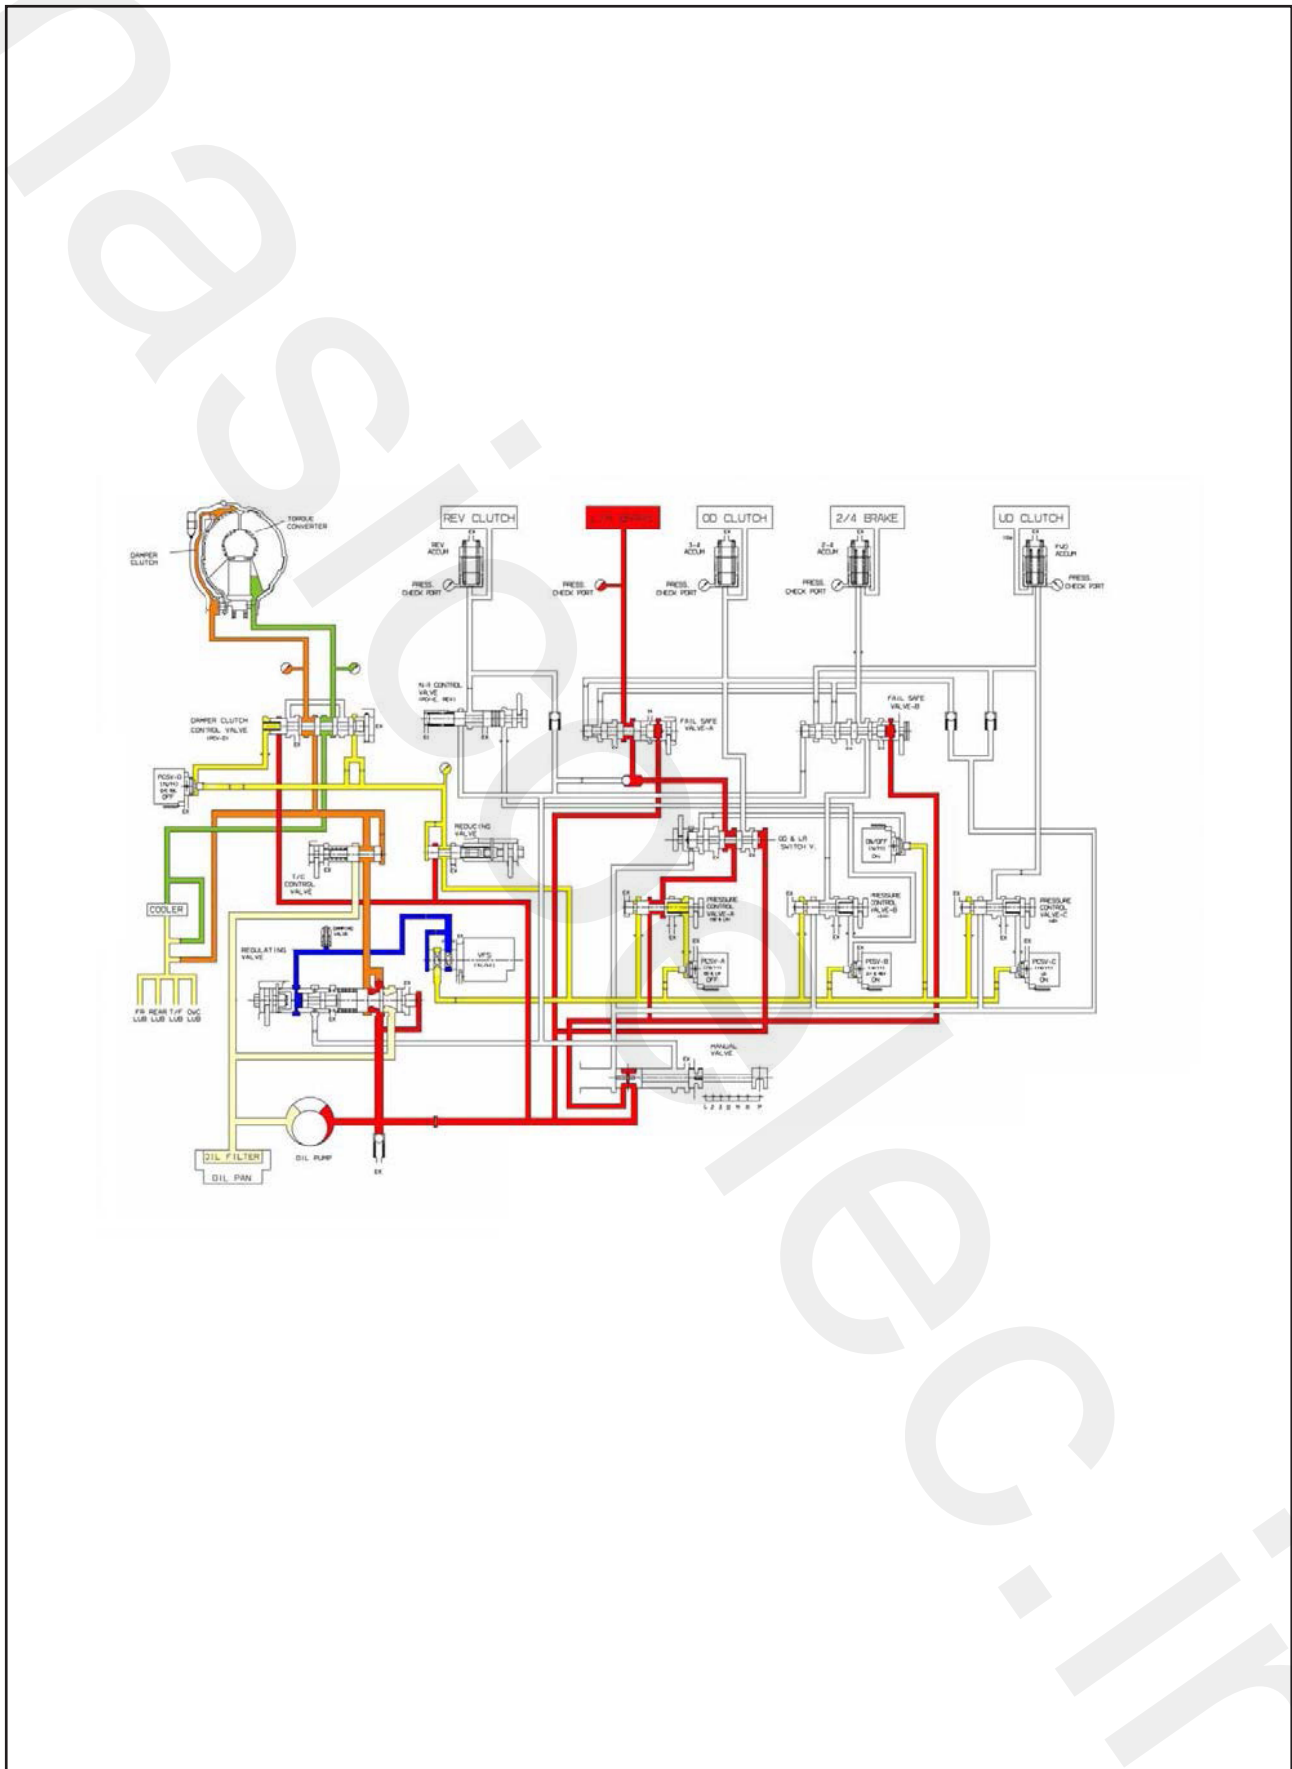 TORQUE
CONVERTER
DAMPER
CLUTCH
REV CLUTCH
OD CLUTCH
2/4 BRAKE
UD CLUTCH
REV
ACCUM
3-4
ACCUM
2-4
ACCUM
FWD
ACCUM
PRESS.
CHECK PORT
PRESS.
CHECK PORT
PRESS.
CHECK PORT
PRESS.
CHECK PORT
PRESS.
CHECK PORT
N-R CONTROL
VALVE
DAMPER CLUTCH
CONTROL VALVE
FAIL SAFE
VALVE-A
FAIL SAFE
VALVE-B
PCSV-D
OFF
EX
REDUCING
VALVE
OD & LR
SWITCH V.
ON/OFF
ON
T/C
CONTROL
VALVE
COOLER
PRESSURE
CONTROL
VALVE-A
PRESSURE
CONTROL
VALVE-B
PRESSURE
CONTROL
VALVE-C
DAMPING
VALVE
REGULATING
VALVE
VFS
PCSV-A
OFF
PCSV-B
ON
PCSV-C
ON
FR REAR T/F OWC
LUB LUB LUB LUB
MANUAL
VALVE
OIL FILTER
OIL PAN
OIL PUMP
EX
nasicodec.in